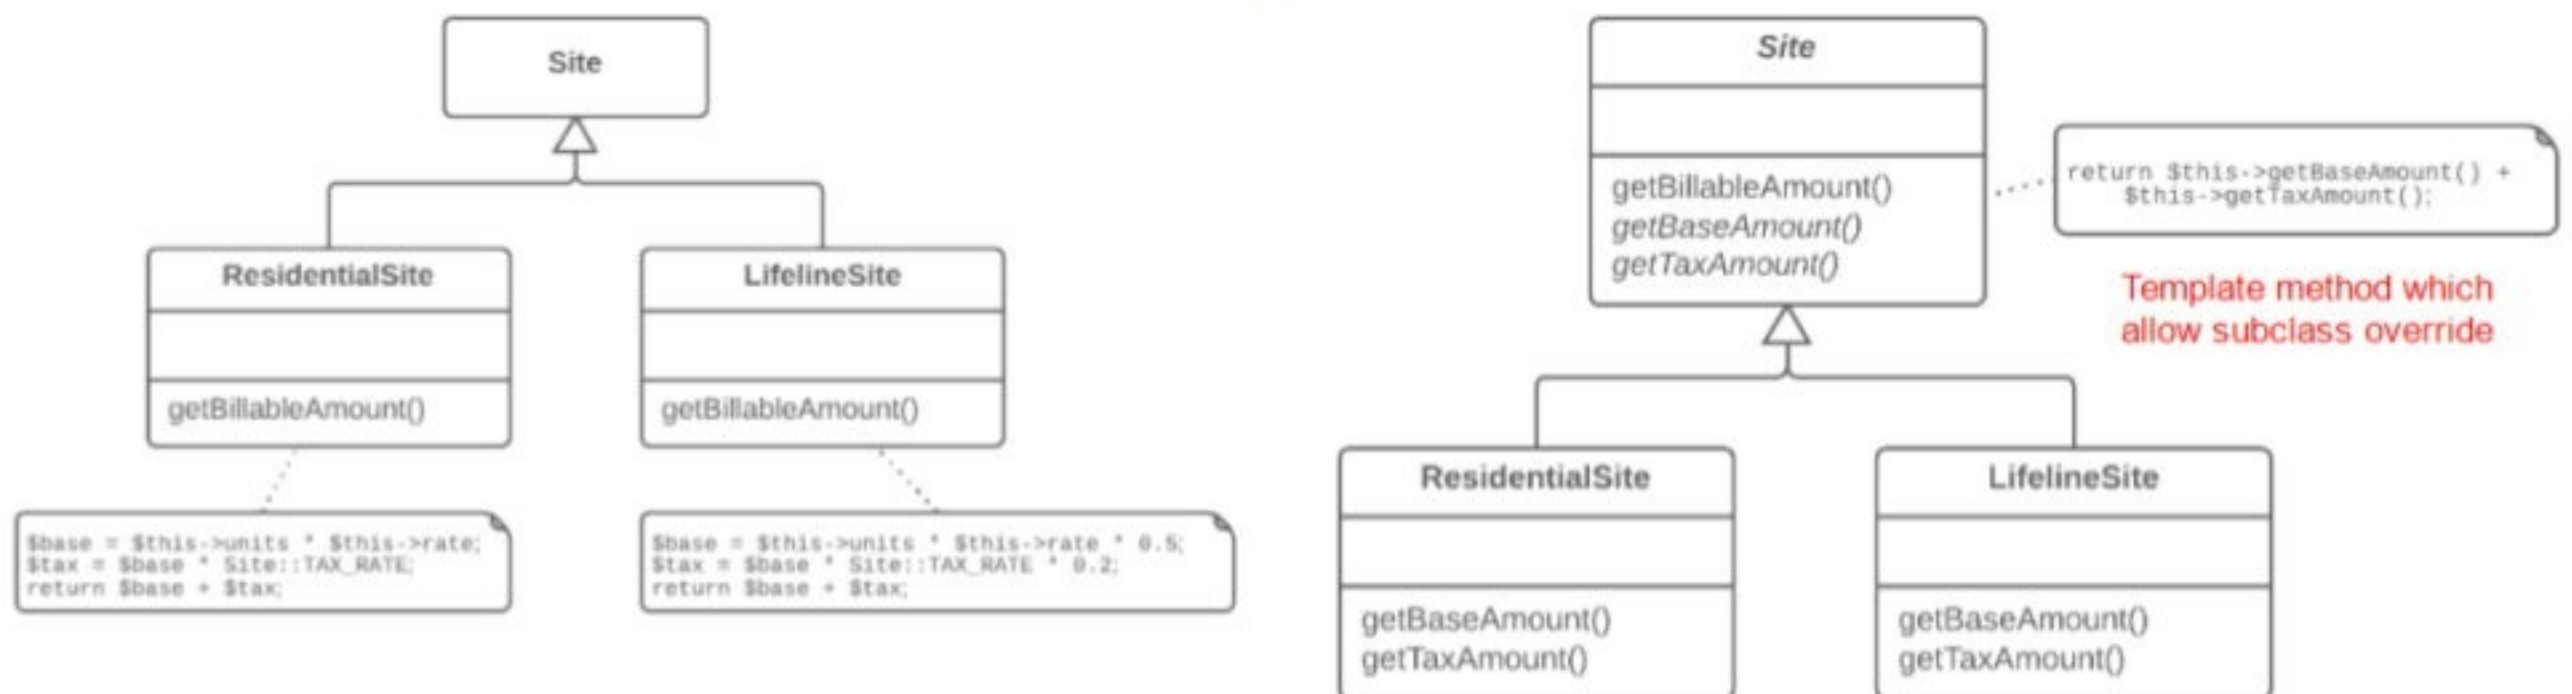 Site
ResidentialSite
getBillableAmount()
$base = $this->units * $this->rate;
$tax = $base * Site::TAX_RATE;
return $base + $tax;
LifelineSite
getBillableAmount()
$base = $this->units * $this->rate * 0.5;
$tax = $base * Site::TAX_RATE * 0.2;
return $base + $tax;
Site
getBillableAmount()
getBaseAmount()
getTaxAmount()
return $this->getBaseAmount() +
$this->getTaxAmount();
Template method which
allow subclass override
ResidentialSite
getBaseAmount()
getTaxAmount()
LifelineSite
getBaseAmount()
getTaxAmount()